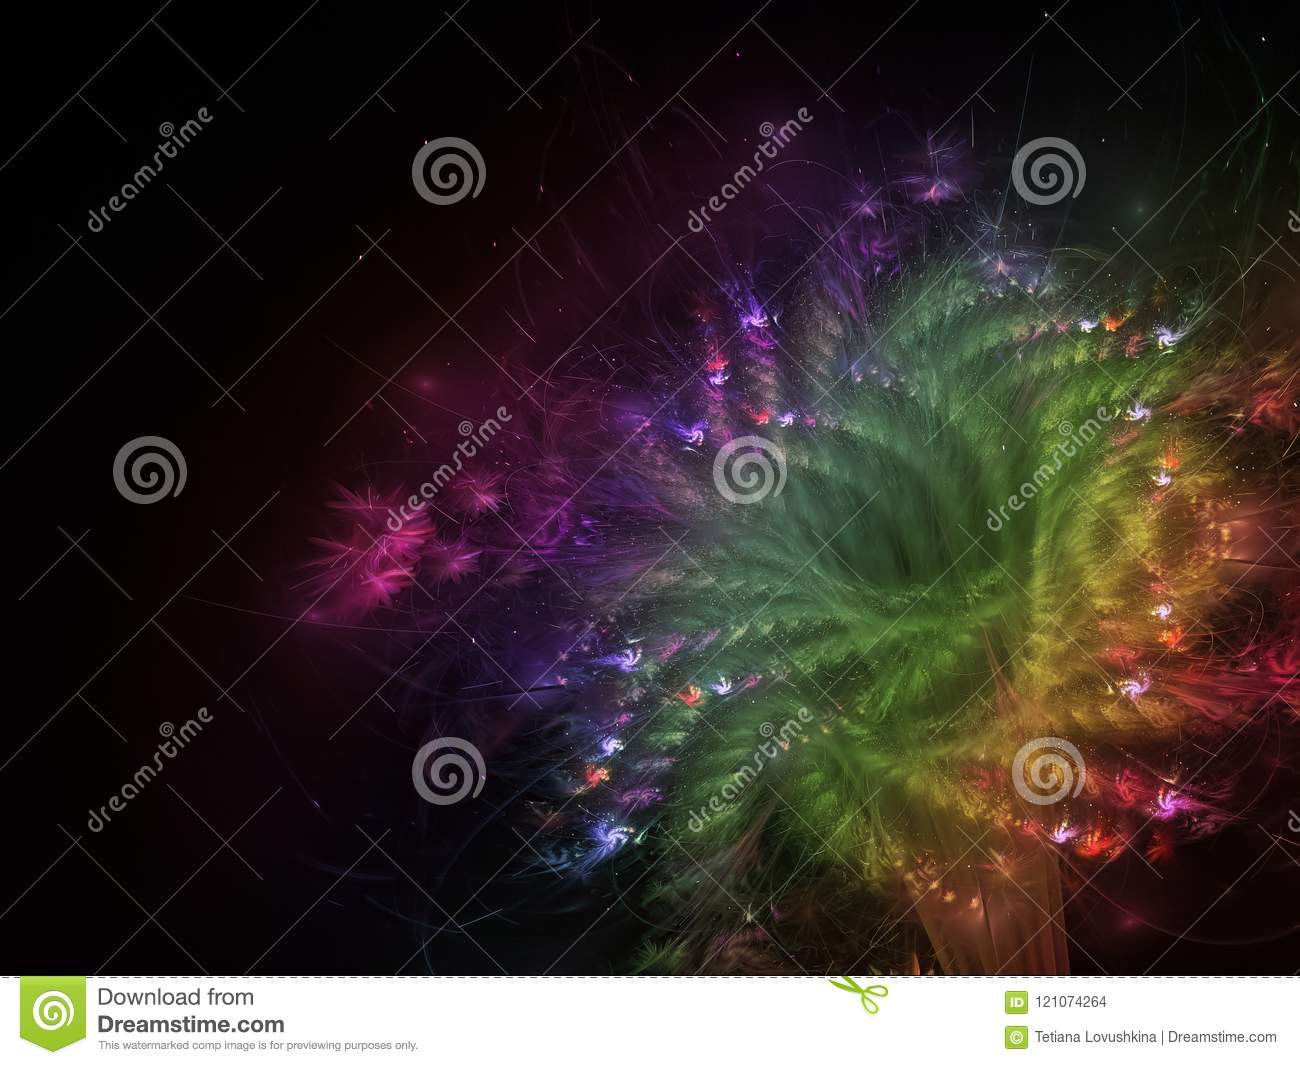 dreamstime
dreamstime
dreamstime
dreamstime
dreamstime
dreamstime
Download from
Dreamstime.com
This watermarked comp image is for previewing purposes only.
ID 121074264
© Tetiana Lovushkina | Dreamstime.com